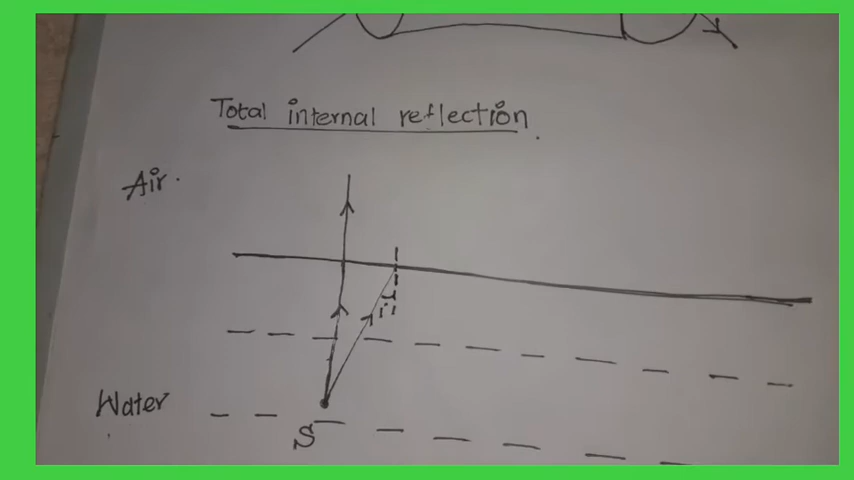 Total internal reflection.
Air.
i
Water
S